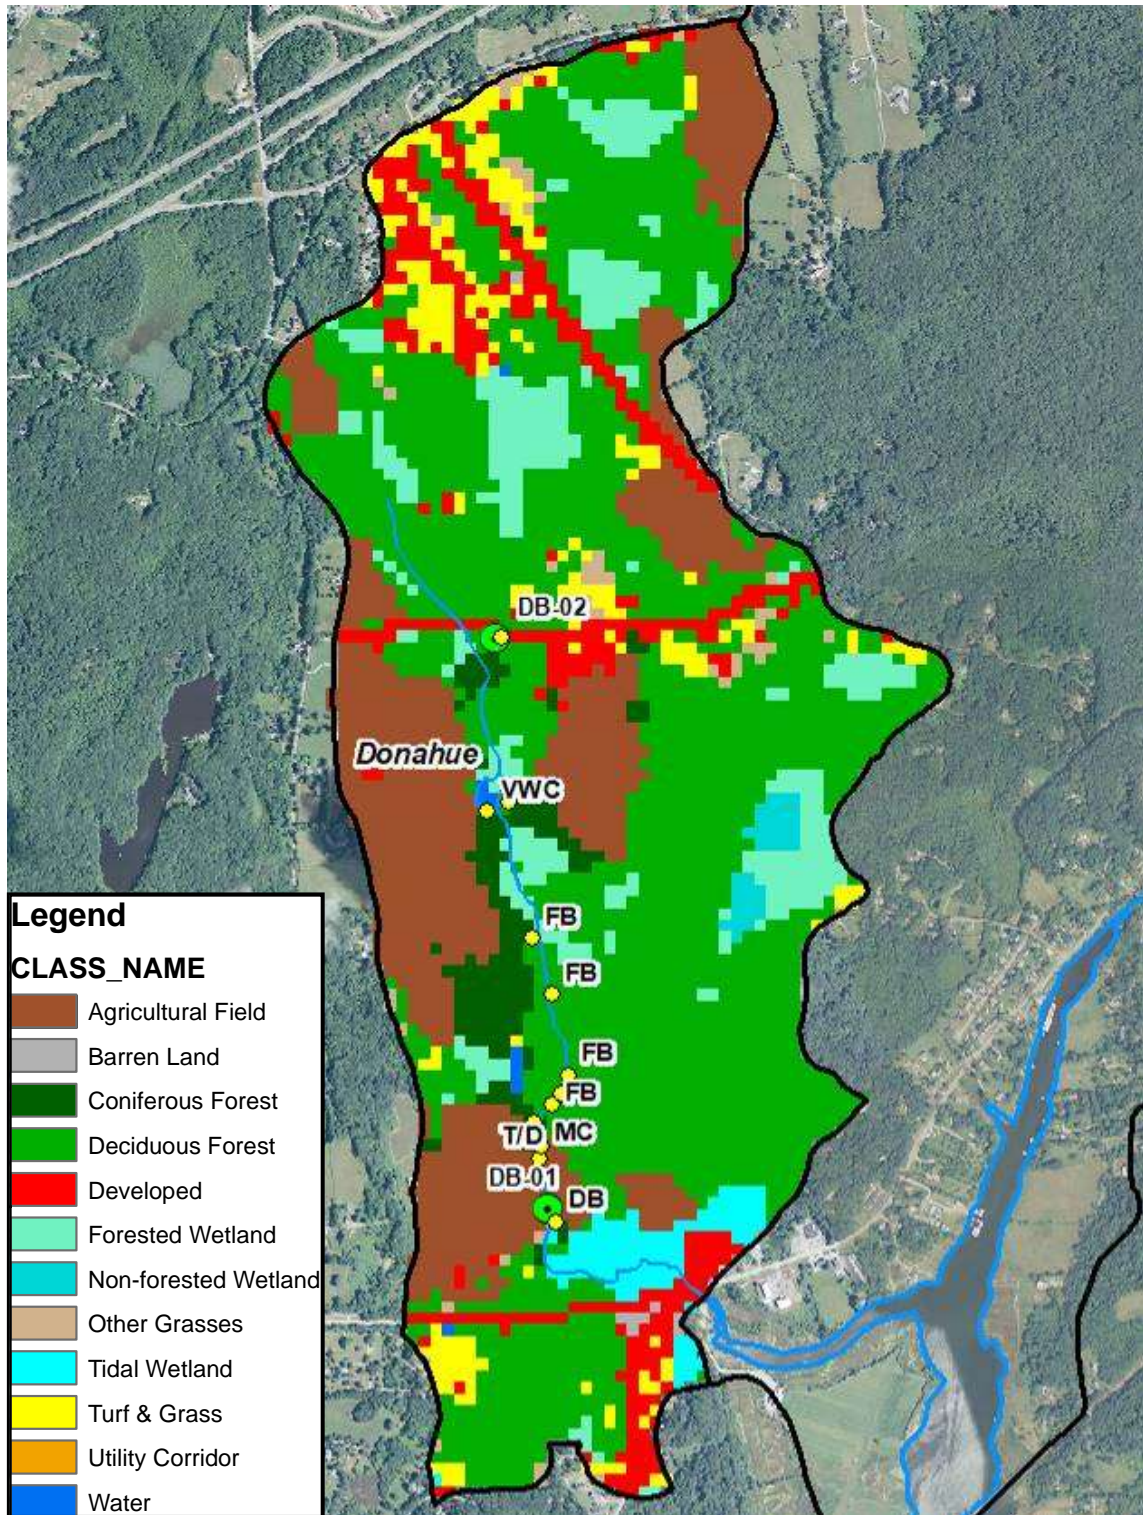 DB-02
Donahue
VWC
FB
FB
FB
FB
T/D MC
DB-01
DB
Legend
CLASS_NAME
Agricultural Field
Barren Land
Coniferous Forest
Deciduous Forest
Developed
Forested Wetland
Non-forested Wetland
Other Grasses
Tidal Wetland
Turf & Grass
Utility Corridor
Water